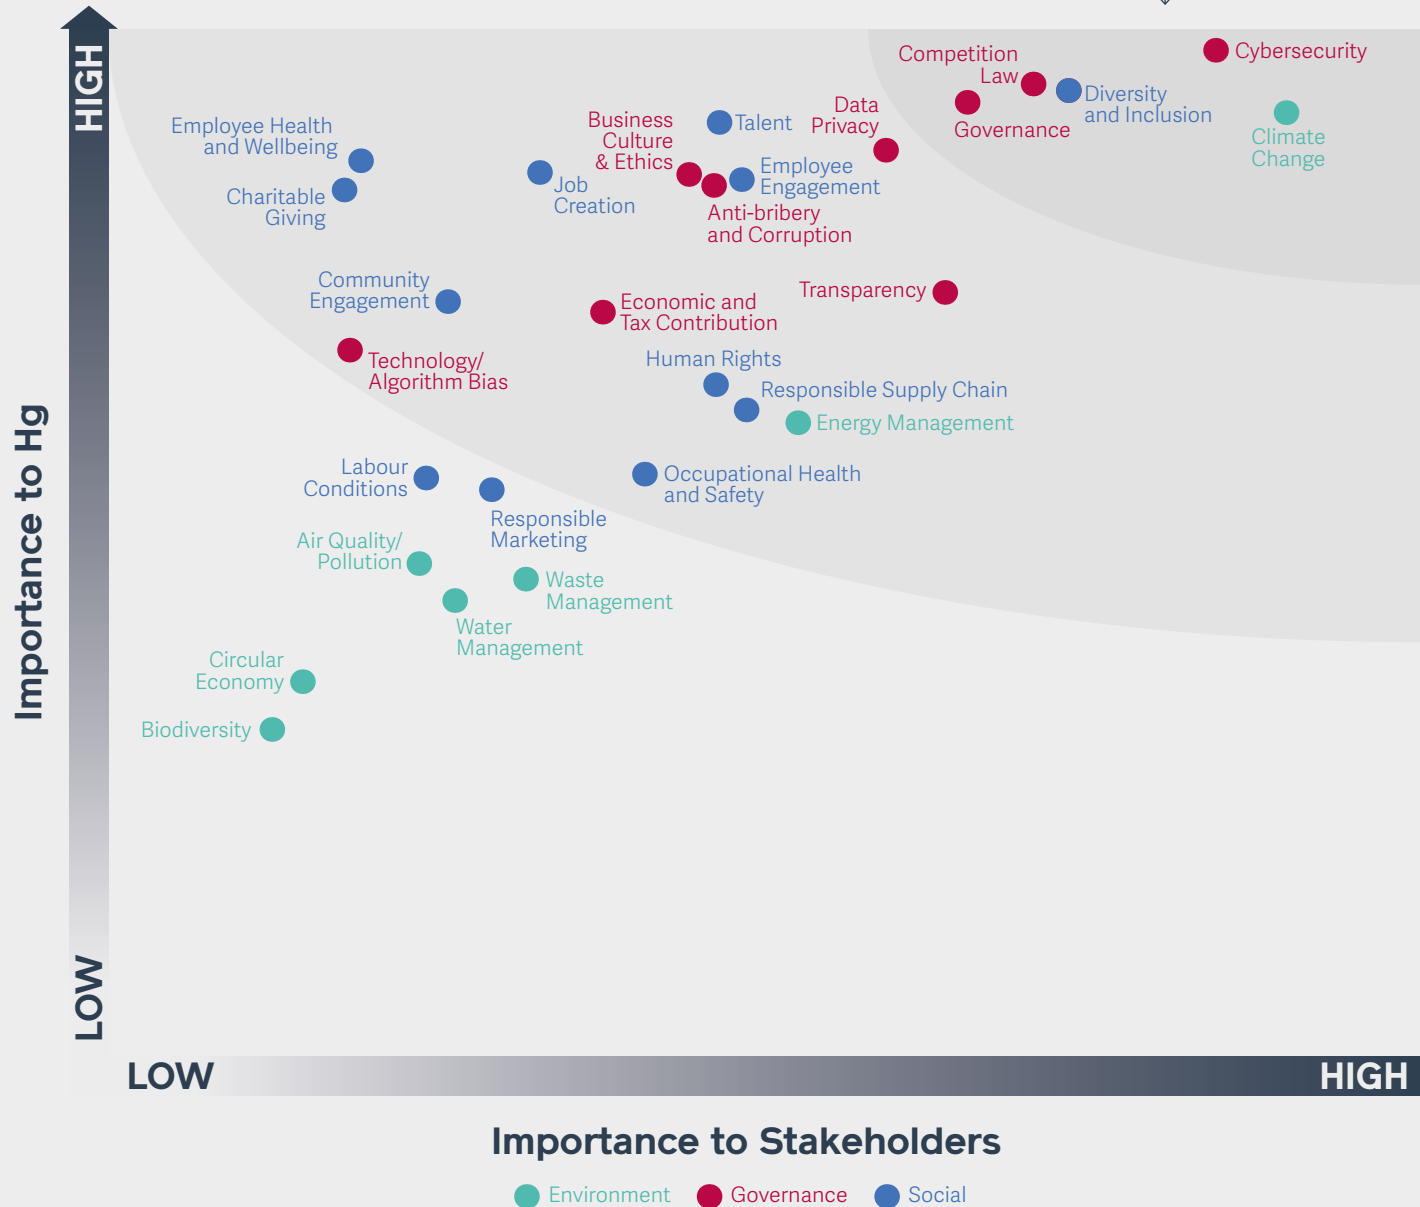 HIGH
Importance to Hg
LOW
Cybersecurity
Competition
Law
Diversity
and Inclusion
Governance
Climate
Change
Data
Privacy
Business
Culture
& Ethics
Talent
Employee
Engagement
Anti-bribery
and Corruption
Employee Health
and Wellbeing
Charitable
Giving
Job
Creation
Community
Engagement
Economic and
Tax Contribution
Transparency
Technology/
Algorithm Bias
Human Rights
Responsible Supply Chain
Energy Management
Labour
Conditions
Responsible
Marketing
Occupational Health
and Safety
Air Quality/
Pollution
Waste
Management
Water
Management
Circular
Economy
Biodiversity
LOW
HIGH
Importance to Stakeholders
Environment
Governance
Social